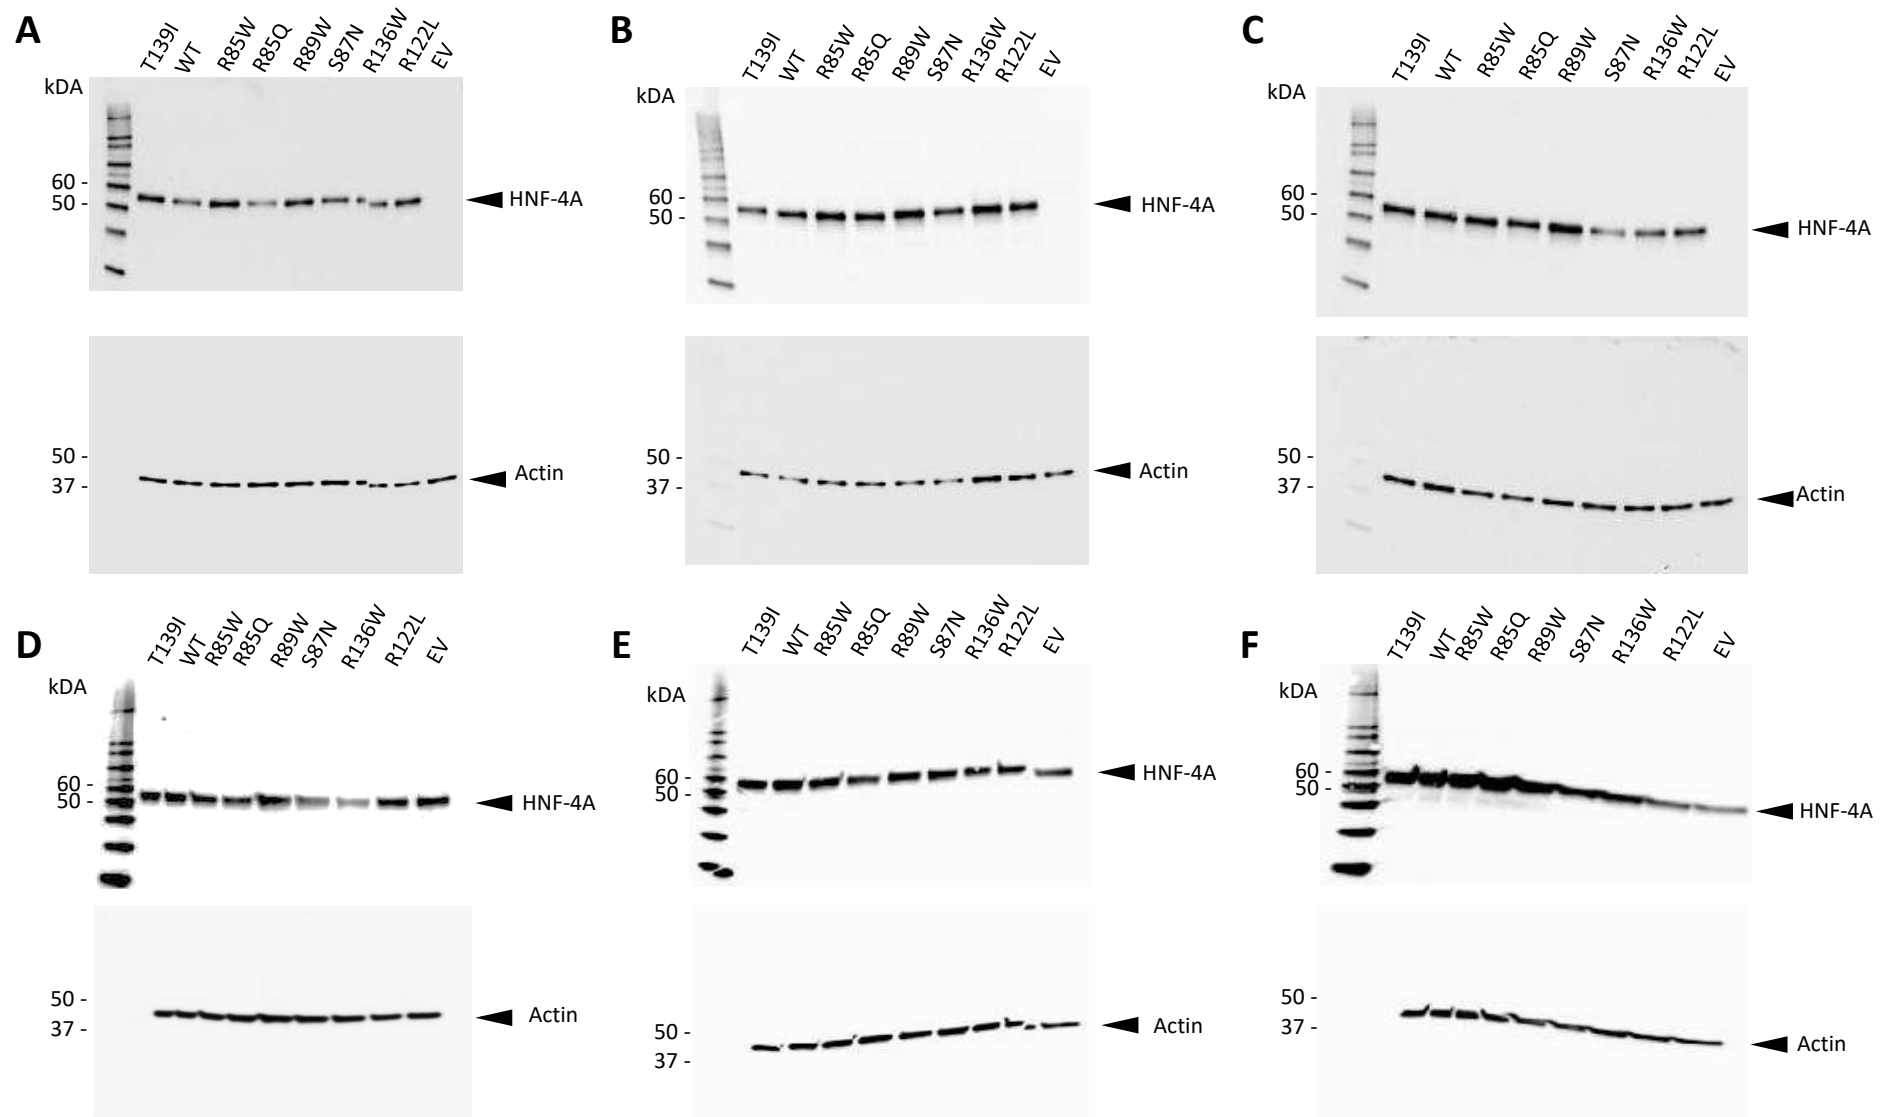 A
T139I WT R85W R85Q R89W S87N R136W R122L EV
kDA
60 -
50 -
HNF-4A
50 -
37 -
Actin
B
T139I WT R85W R85Q R89W S87N R136W R122L EV
kDA
60 -
50 -
HNF-4A
50 -
37 -
Actin
C
T139I WT R85W R85Q R89W S87N R136W R122L EV
kDA
60 -
50 -
HNF-4A
50 -
37 -
Actin
D
T139I WT R85W R85Q R89W S87N R136W R122L EV
kDA
60 -
50 -
HNF-4A
50 -
37 -
Actin
E
T139I WT R85W R85Q R89W S87N R136W R122L EV
kDA
60 -
50 -
HNF-4A
50 -
37 -
Actin
F
T139I WT R85W R85Q R89W S87N R136W R122L EV
kDA
60 -
50 -
HNF-4A
50 -
37 -
Actin